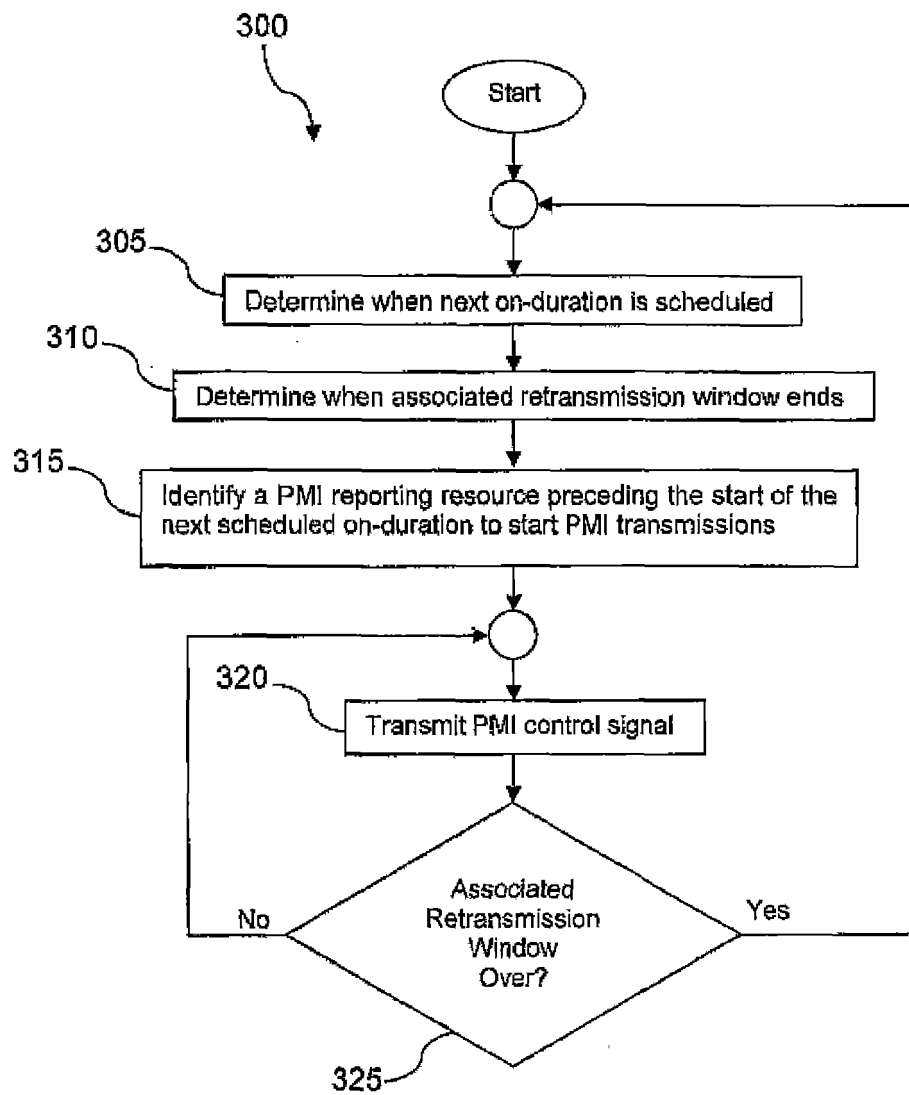 300
Start
305
Determine when next on-duration is scheduled
310
Determine when associated retransmission window ends
315
Identify a PMI reporting resource preceding the start of the
next scheduled on-duration to start PMI transmissions
320
Transmit PMI control signal
Associated
Retransmission
Window
Over?
No
Yes
325